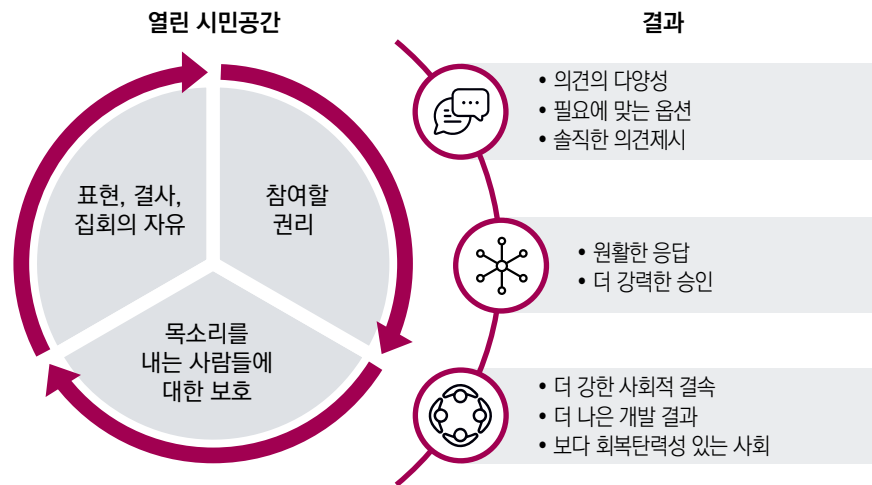 열린 시민공간
표현, 결사,
집회의 자유
참여할
권리
목소리를
내는 사람들에
대한 보호
결과
• 의견의 다양성
• 필요에 맞는 옵션
• 솔직한 의견제시
• 원활한 응답
• 더 강력한 승인
• 더 강한 사회적 결속
• 더 나은 개발 결과
• 보다 회복탄력성 있는 사회